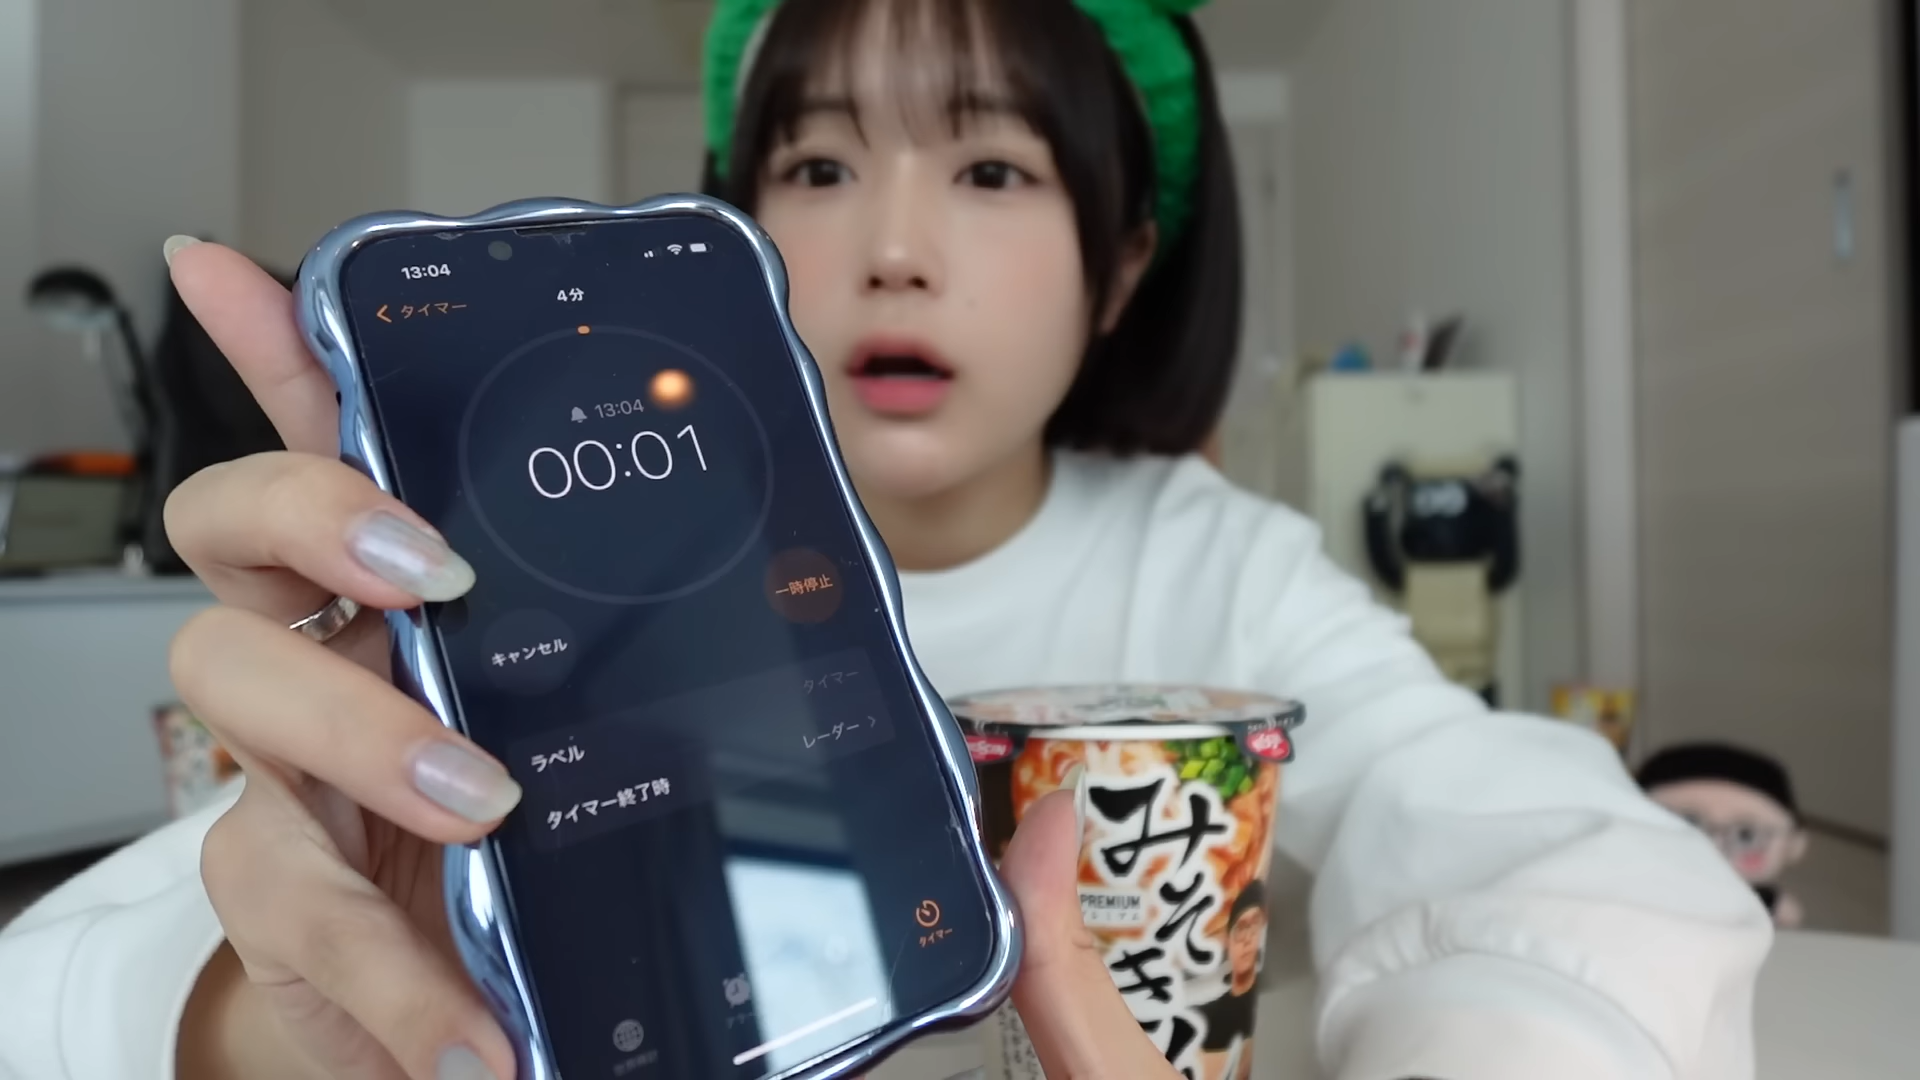 13:04
タイマー
4分
13:04
00:01
一時停止
キャンセル
タイマー
ラベル
レーダー
タイマー終了時
タイマー
NISSIN
みそきん
PREMIUM